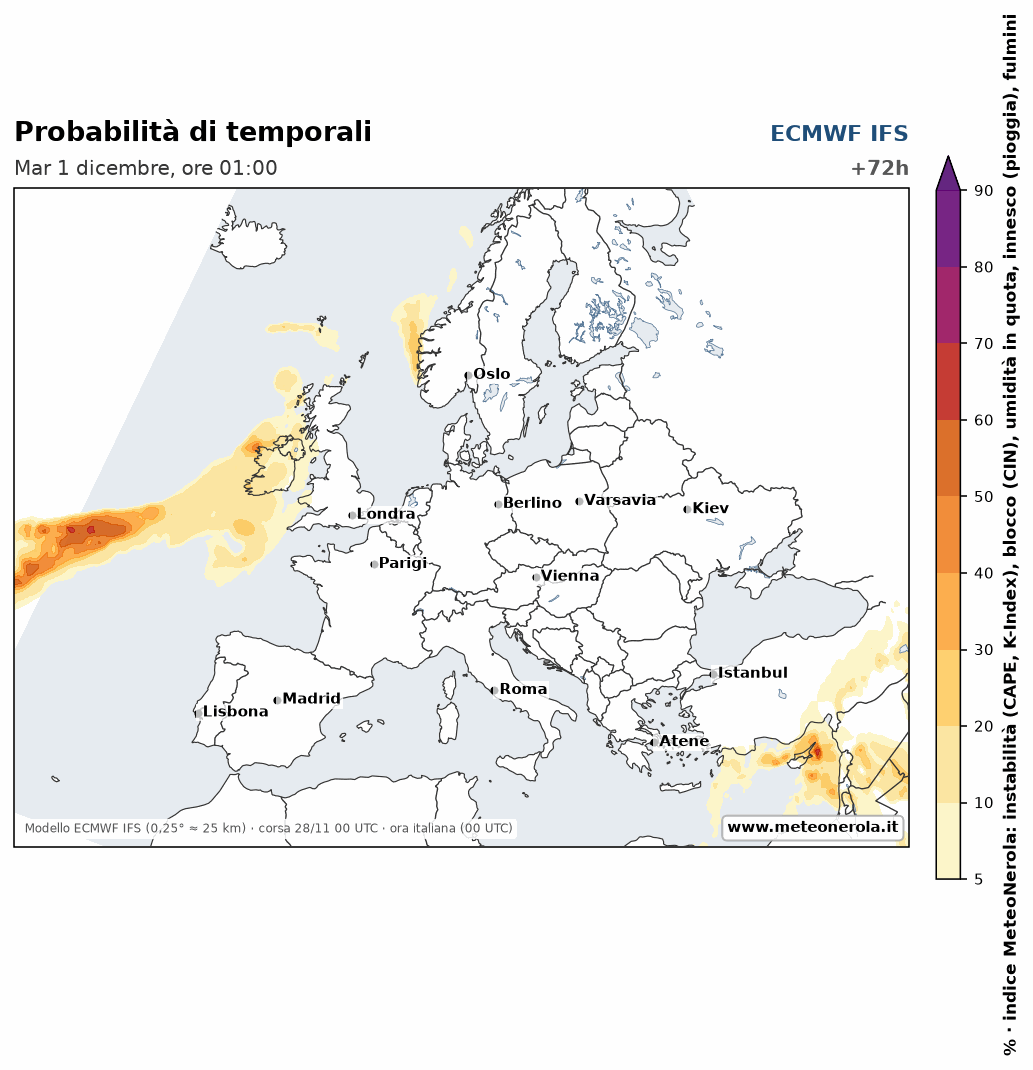 Probabilità di temporali
ECMWF IFS
Mar 1 dicembre, ore 01:00
+72h
Oslo
Londra
Berlino
Varsavia
Kiev
Parigi
Vienna
Istanbul
Madrid
Roma
Lisbona
Atene
Modello ECMWF IFS (0,25° ≈ 25 km) · corsa 28/11 00 UTC · ora italiana (00 UTC)
www.meteonerola.it
90
80
70
60
50
40
30
20
10
5
% · indice MeteoNerola: instabilità (CAPE, K-Index), blocco (CIN), umidità in quota, innesco (pioggia), fulmini